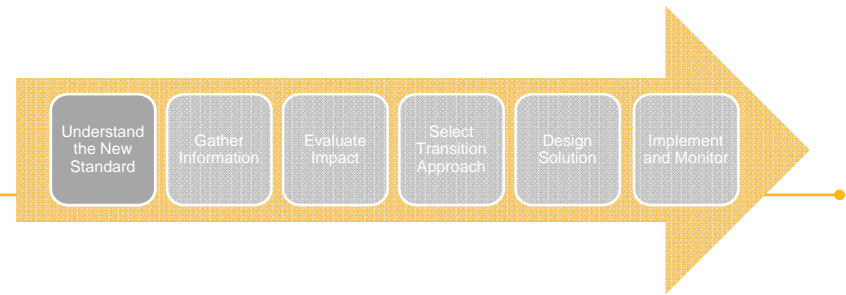 Understand
the New
Standard
Gather
Information
Evaluate
Impact
Select
Transition
Approach
Design
Solution
Implement
and Monitor